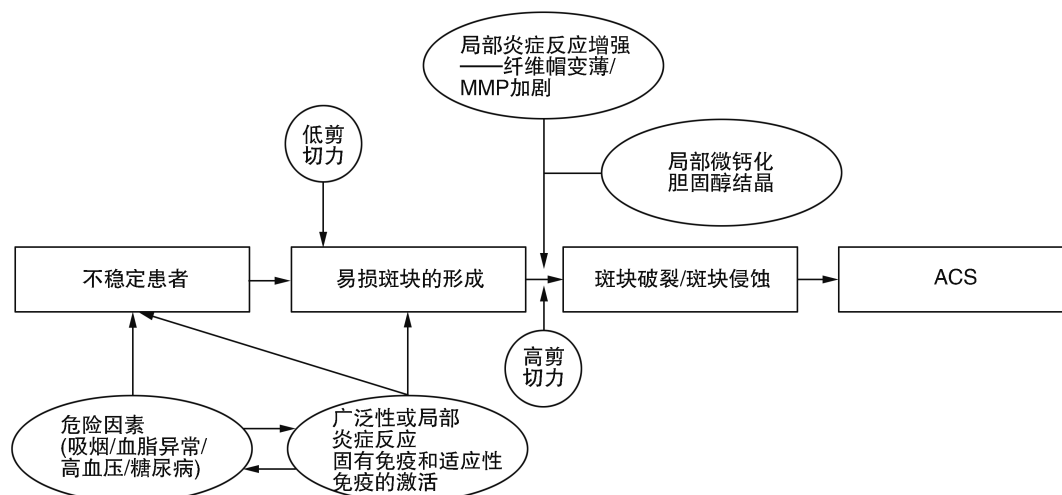 局部炎症反应增强
——纤维帽变薄/
MMP加剧
低剪
切力
局部微钙化
胆固醇结晶
不稳定患者
易损斑块的形成
斑块破裂/斑块侵蚀
ACS
高剪
切力
危险因素
(吸烟/血脂异常/
高血压/糖尿病)
广泛性或局部
炎症反应
固有免疫和适应性
免疫的激活